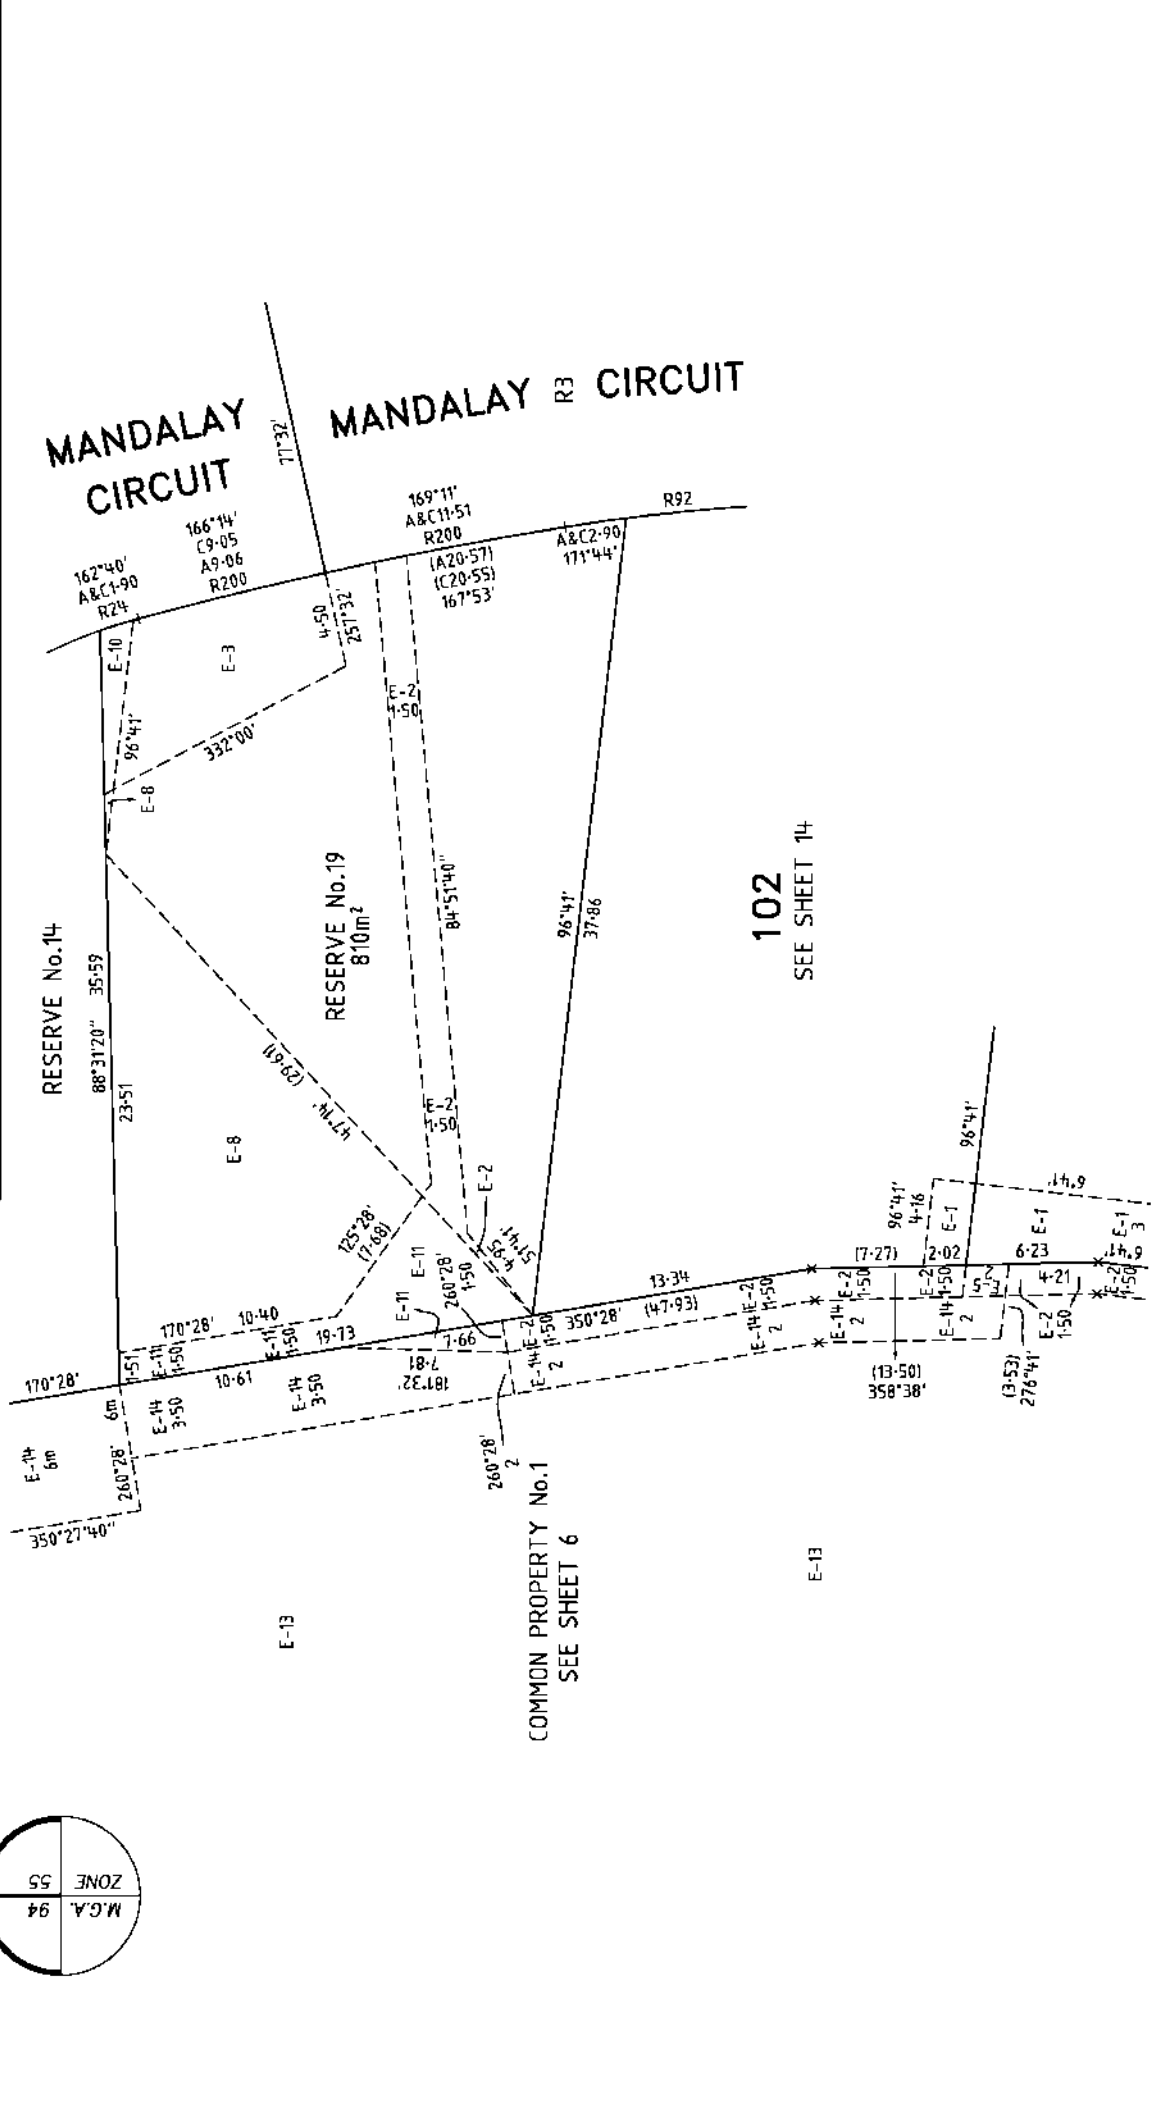 MANDALAY
CIRCUIT
MANDALAY R3 CIRCUIT
77°32'
162°40'
A&C1·90
R24
166°14'
C9·05
A9·06
R200
169°11'
A&C11·51
R200
(A20·57)
(C20·55)
167°53'
A&C2·90
171°44'
R92
E-10
E-3
4·50
257°32'
96°41'
332°00'
E-8
E-2
1·50
RESERVE No.14
88°31'20" 35·59
23·51
RESERVE No.19
810m²
84°51'40"
96°41'
37·86
102
SEE SHEET 14
(29·61)
47°14'
E-8
E-2
1·50
E-2
125°28'
(7·68)
E-11
E-11
260°28'
1·50
4·95
51°41'
170°28'
10·40
1·51
E-11
1·50
E-11
1·50
19·73
7·66
7·81
181°32'
170°28'
6m
10·61
E-14
3·50
E-14
3·50
E-14
6m
260°28'
350°27'40"
E-2
1·50
E-14
2
350°28'
13·34
(47·93)
E-2
1·50
E-14
2
260°28'
2
COMMON PROPERTY No.1
SEE SHEET 6
E-13
E-13
(7·27)
2·02
6·23
96°41'
4·16
96°41'
E-1
E-1
E-1
3
6°41'
6°41'
E-2
1·50
E-14
2
E-2
1·50
E-14
2
4·21
E-2
1·50
E-2
1·50
(13·50)
358°38'
(3·53)
276°41'
M.G.A. 94
ZONE 55